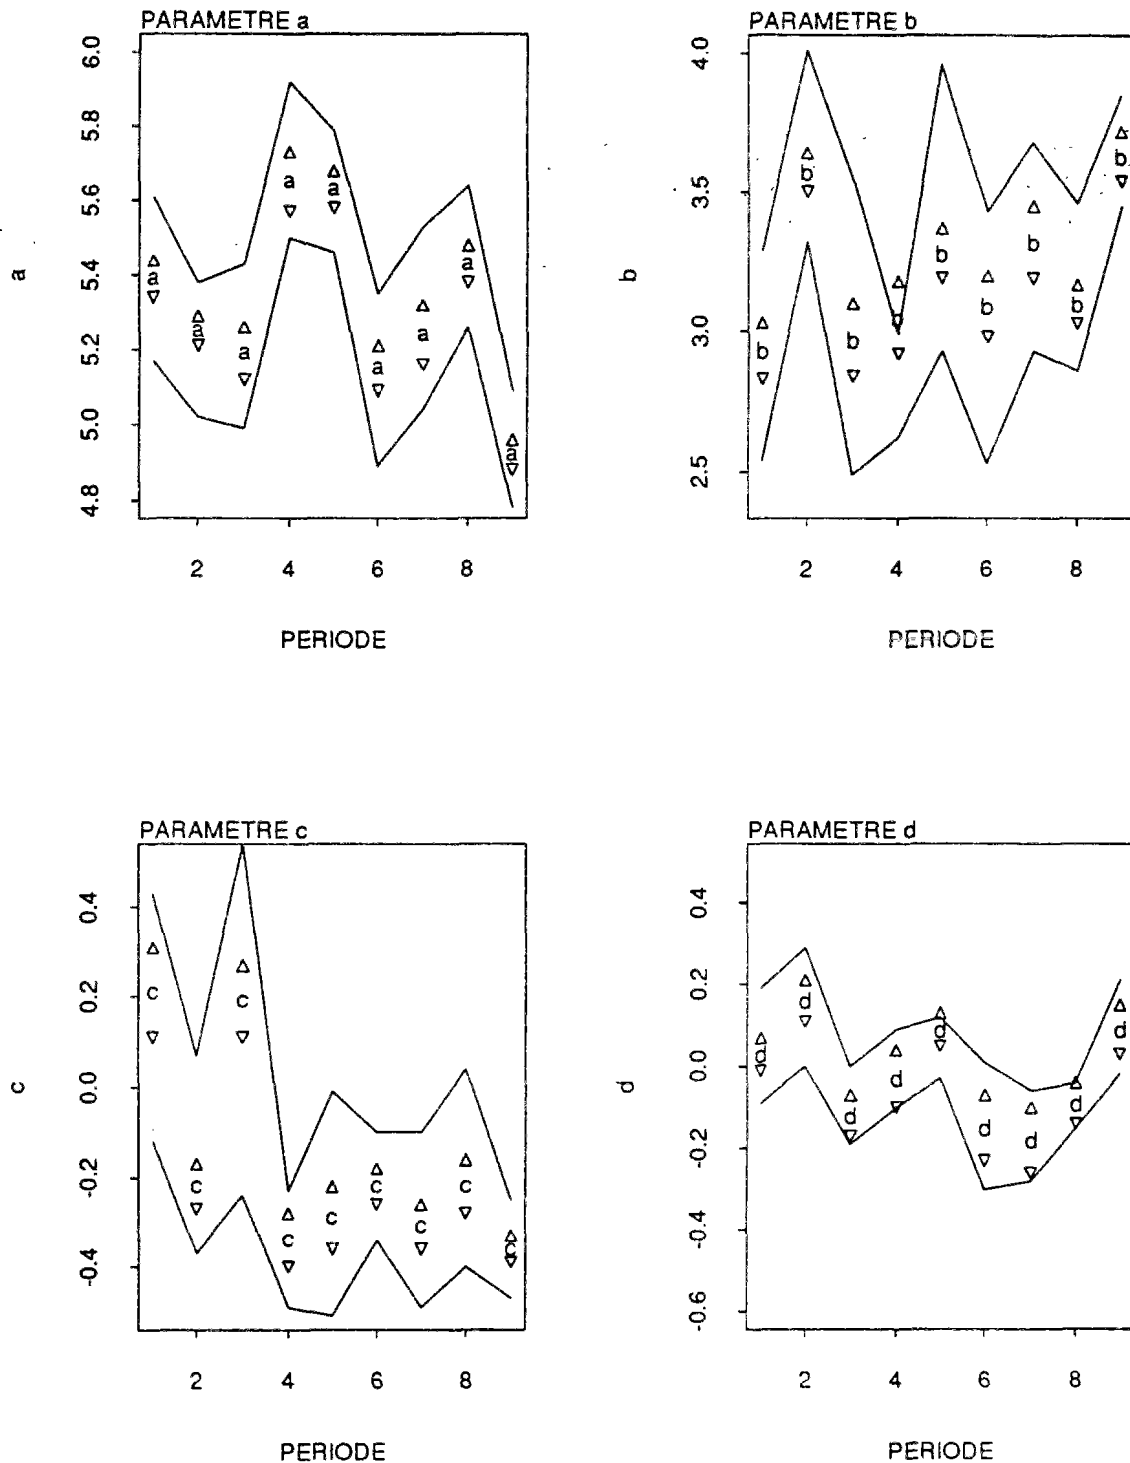 PARAMETRE a
6.0
5.8
5.6
5.4
5.2
5.0
4.8
a
a a a a a a a a a
2 4 6 8
PERIODE
PARAMETRE b
4.0
3.5
3.0
2.5
b
b b b b b b b b
2 4 6 8
PERIODE
PARAMETRE c
0.4
0.2
0.0
-0.2
-0.4
c
c c c c c c c c c
2 4 6 8
PERIODE
PARAMETRE d
0.4
0.2
0.0
-0.2
-0.4
-0.6
d
d d d d d d d d d
2 4 6 8
PERIODE